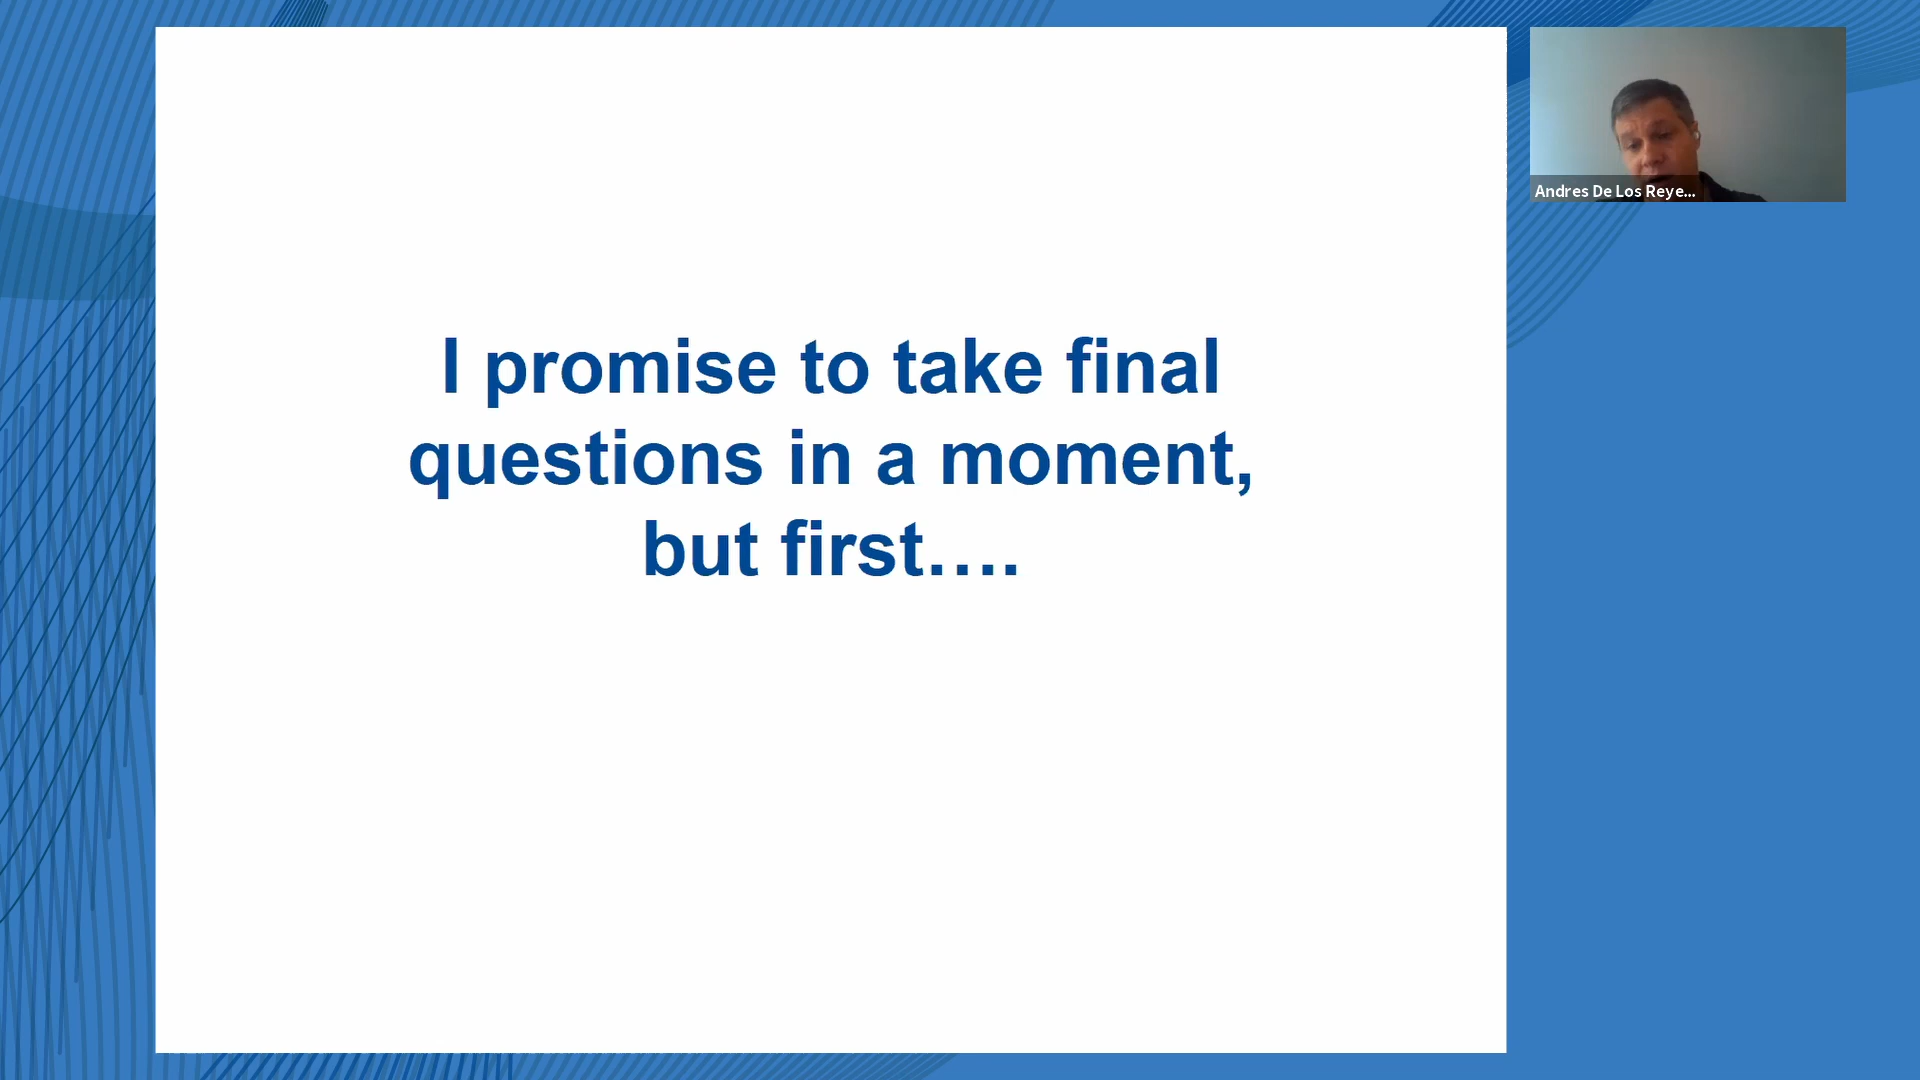 I promise to take final
questions in a moment,
but first....
Andres De Los Reye...